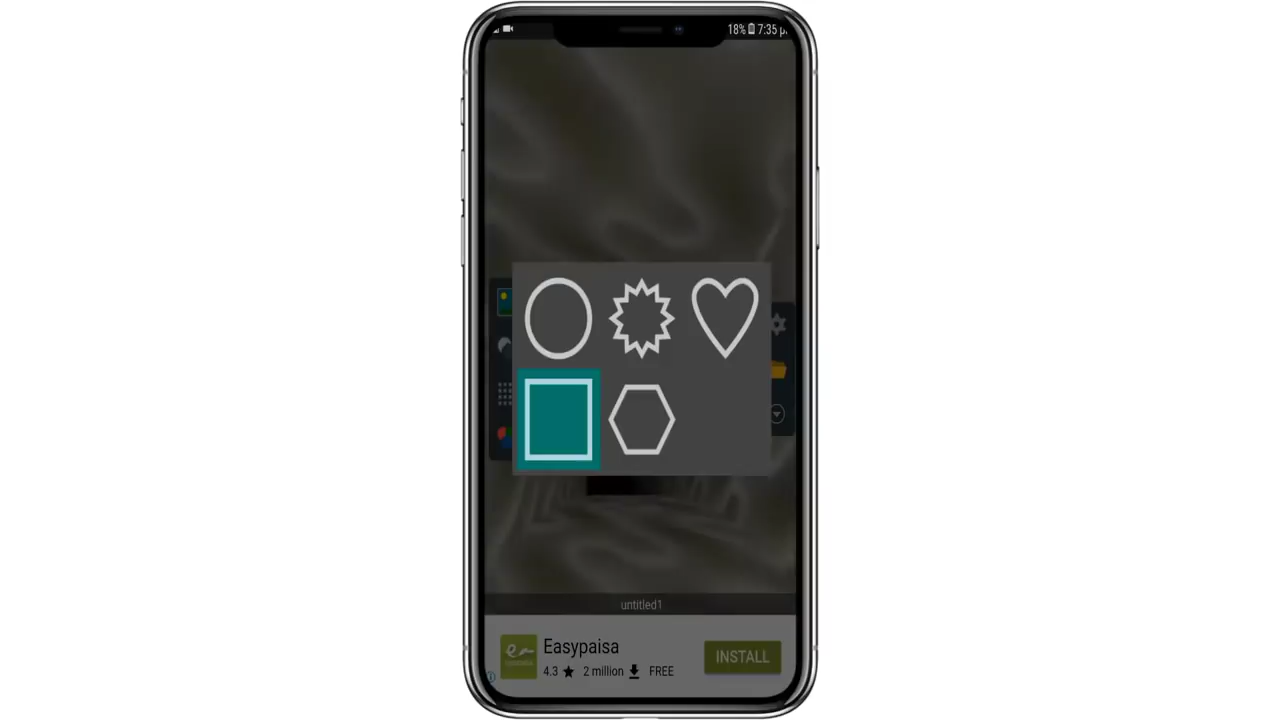 18% 7:35
untitled1
Easypaisa
4.3 ★ 2 million FREE
INSTALL